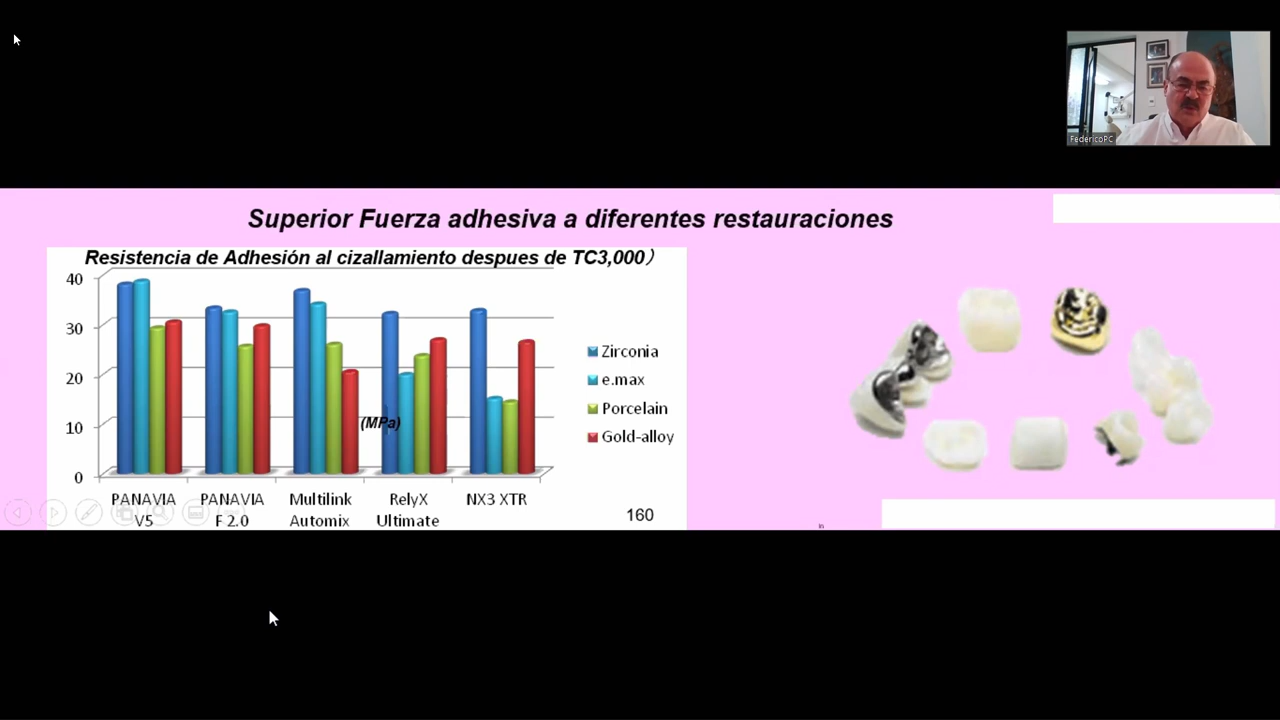 FedericoPC
Superior Fuerza adhesiva a diferentes restauraciones
Resistencia de Adhesión al cizallamiento despues de TC3,000）
40
30
20
10
0
(MPa)
Zirconia
e.max
Porcelain
Gold-alloy
PANAVIA
V5
PANAVIA
F 2.0
Multilink
Automix
RelyX
Ultimate
NX3 XTR
160
In